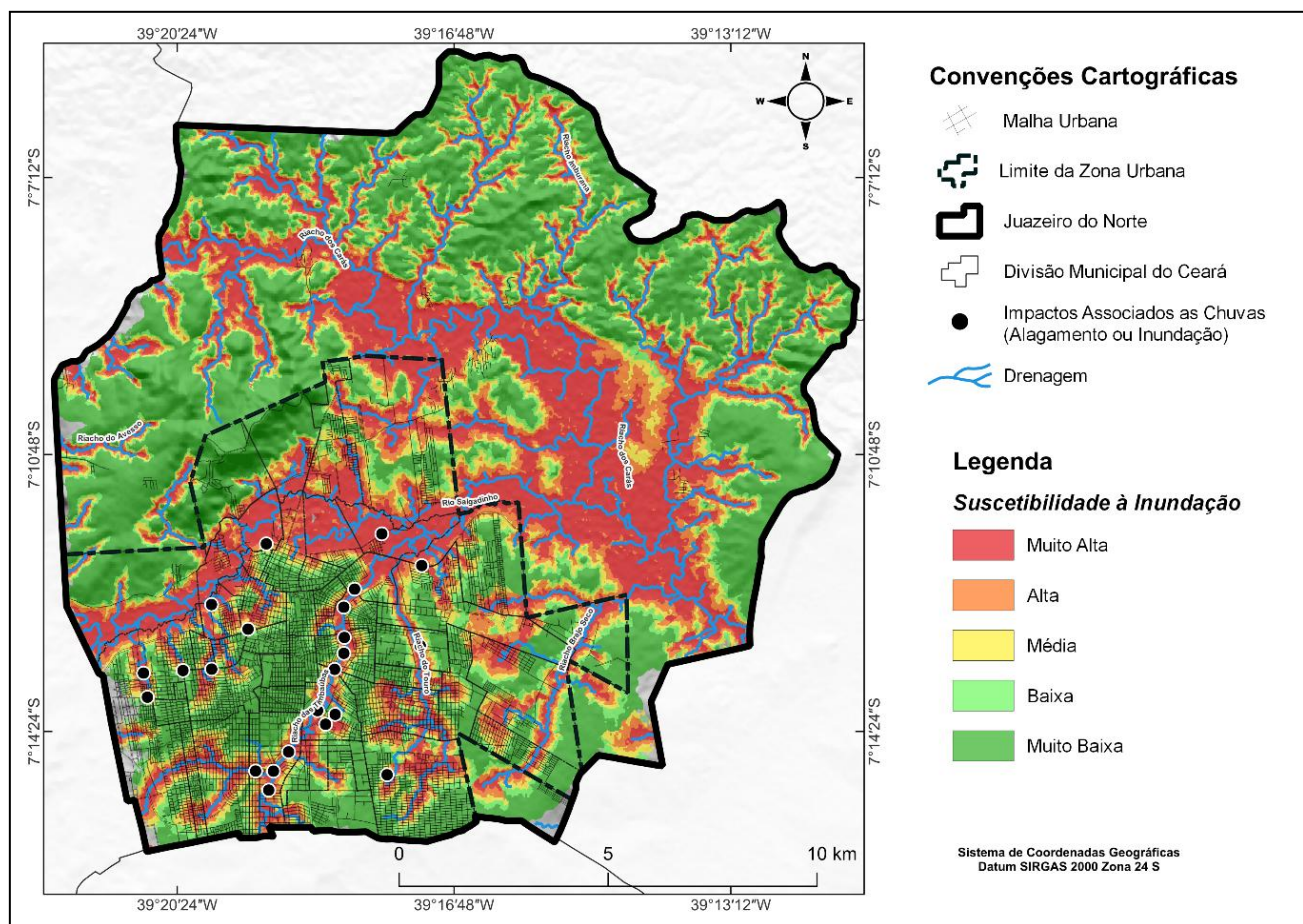 39°20'24"W
39°16'48"W
39°13'12"W
N
W
E
S
7°7'12"S
7°7'12"S
Riacho Imburana
Riacho dos Carás
7°10'48"S
7°10'48"S
Riacho do Avesso
Riacho dos Carás
Rio Salgadinho
Riacho Brejo Seco
Riacho do Touro
Riacho das Timbaúbas
7°14'24"S
7°14'24"S
0
5
10 km
39°20'24"W
39°16'48"W
39°13'12"W
Convenções Cartográficas
Malha Urbana
Limite da Zona Urbana
Juazeiro do Norte
Divisão Municipal do Ceará
Impactos Associados as Chuvas
(Alagamento ou Inundação)
Drenagem
Legenda
Suscetibilidade à Inundação
Muito Alta
Alta
Média
Baixa
Muito Baixa
Sistema de Coordenadas Geográficas
Datum SIRGAS 2000 Zona 24 S